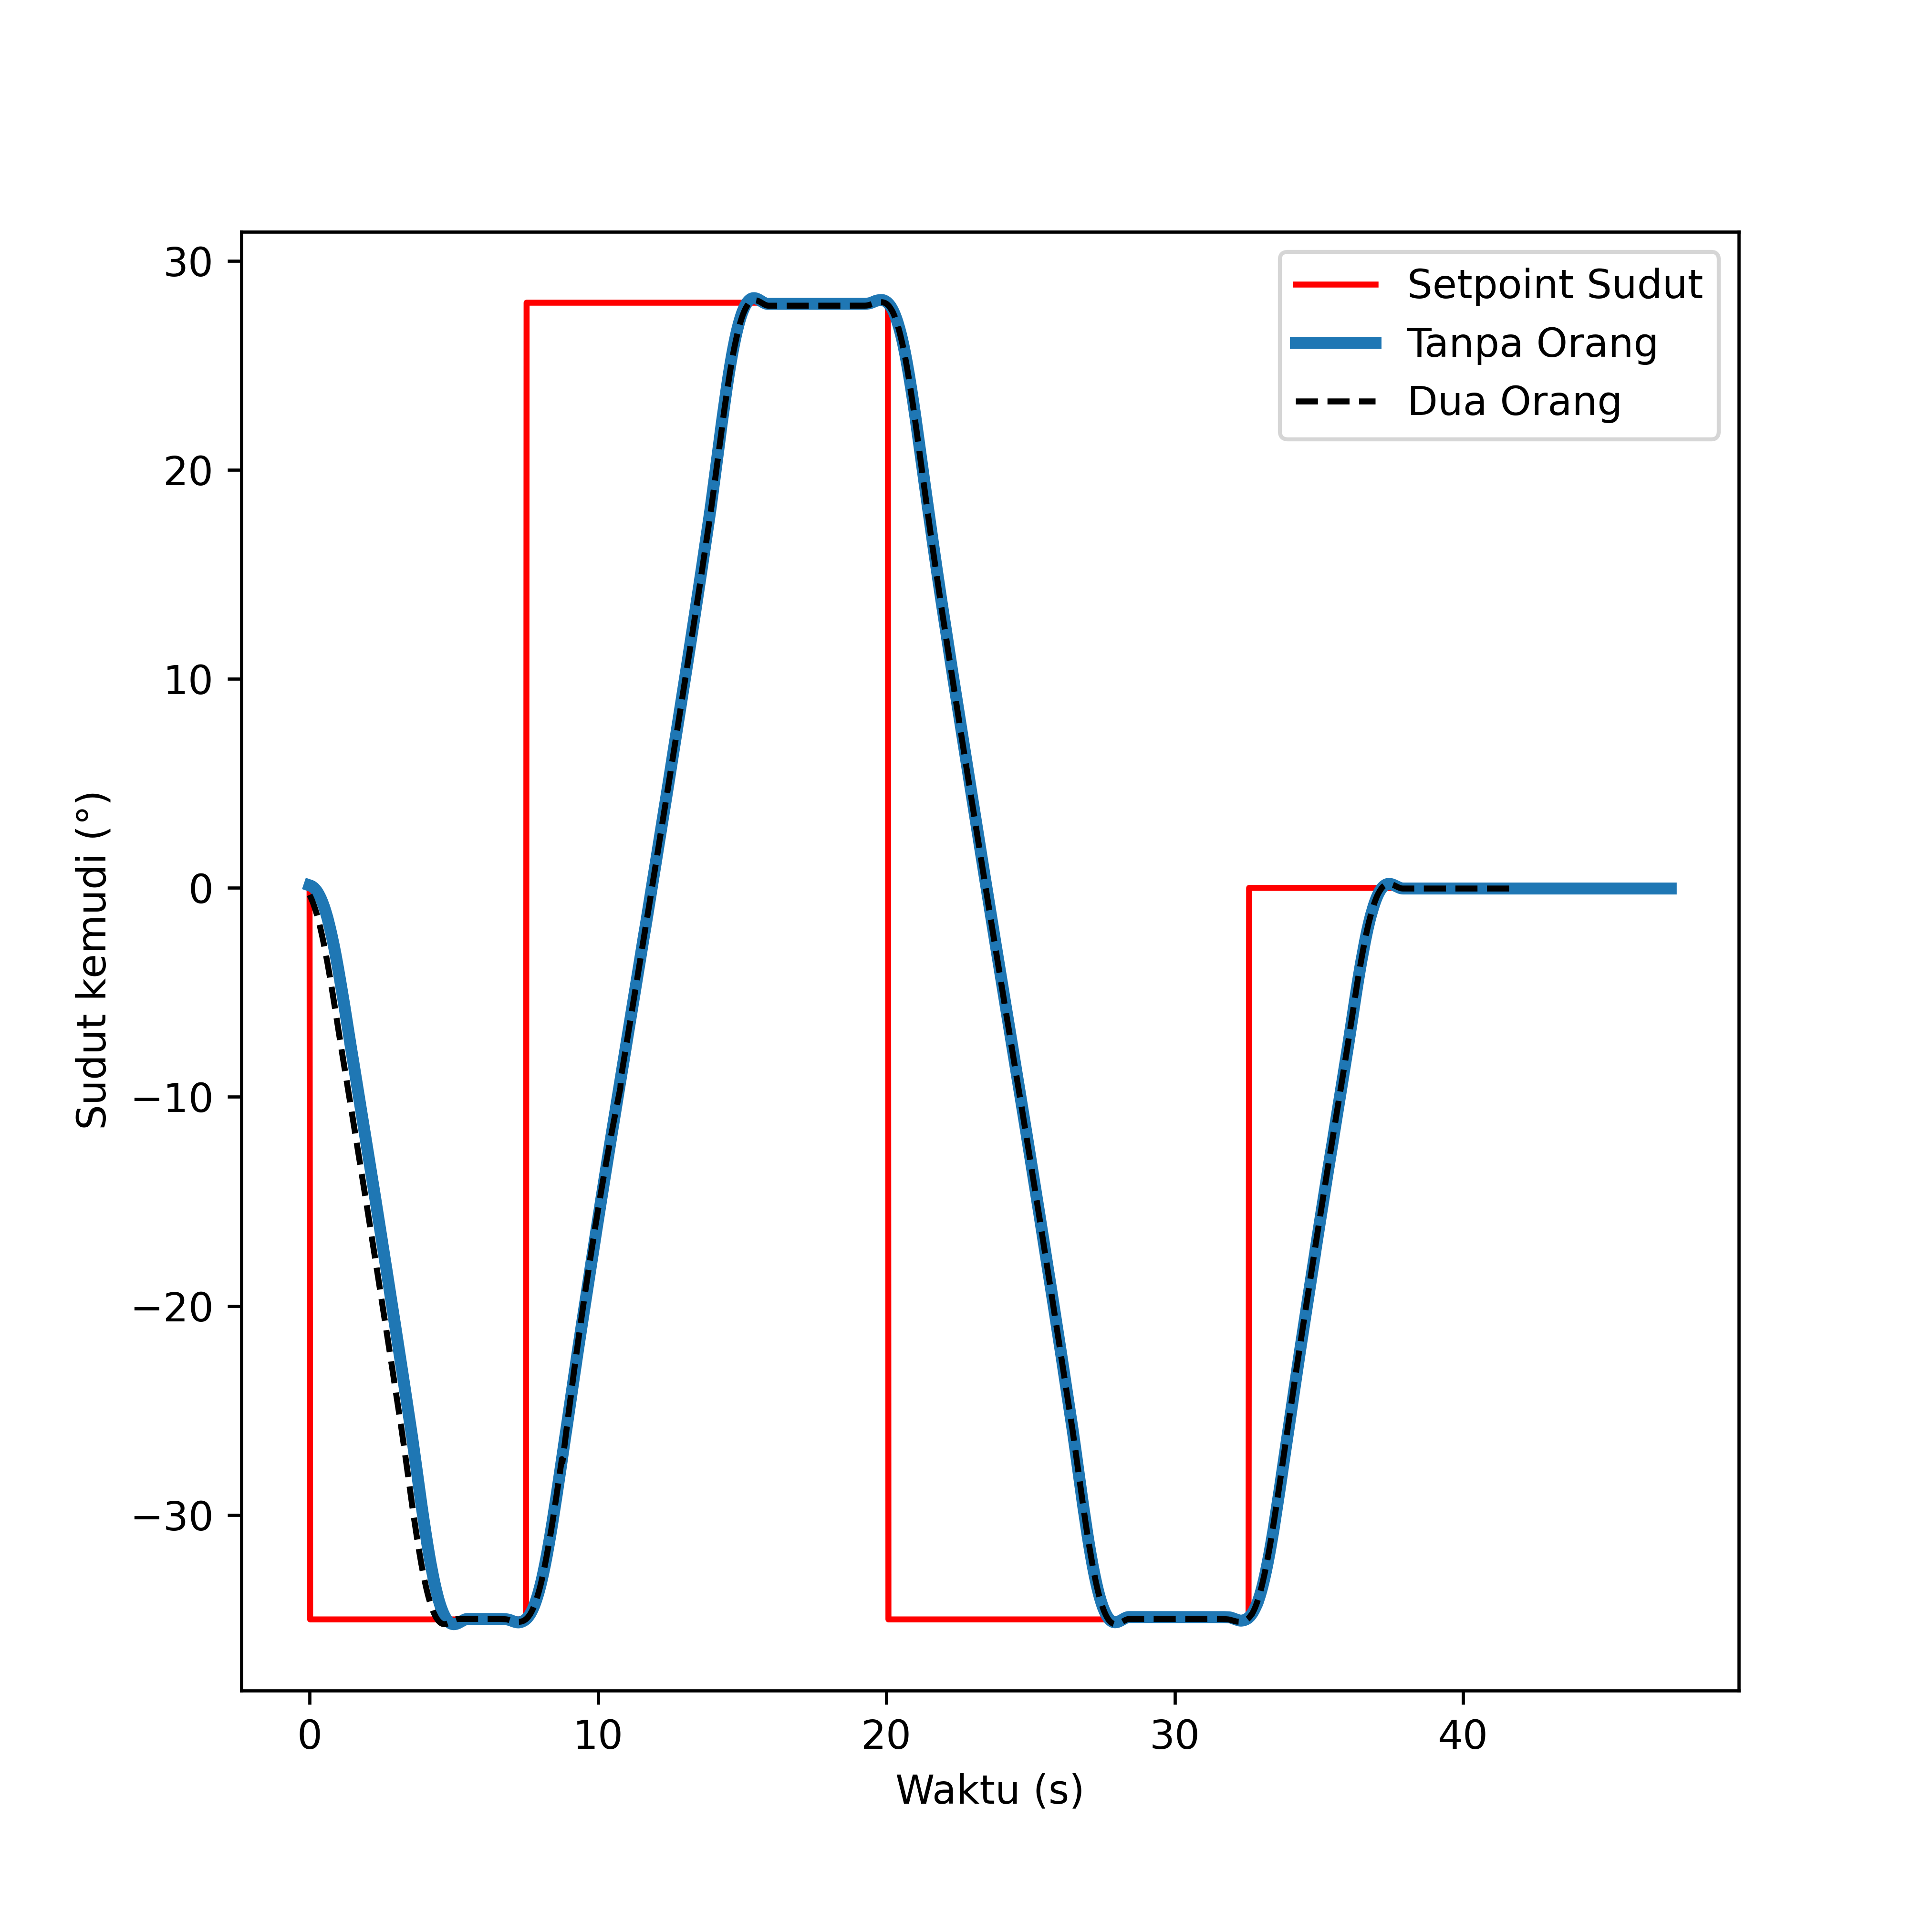 30
20
10
0
−10
−20
−30
Sudut kemudi (°)
Setpoint Sudut
Tanpa Orang
Dua Orang
0 10 20 30 40
Waktu (s)